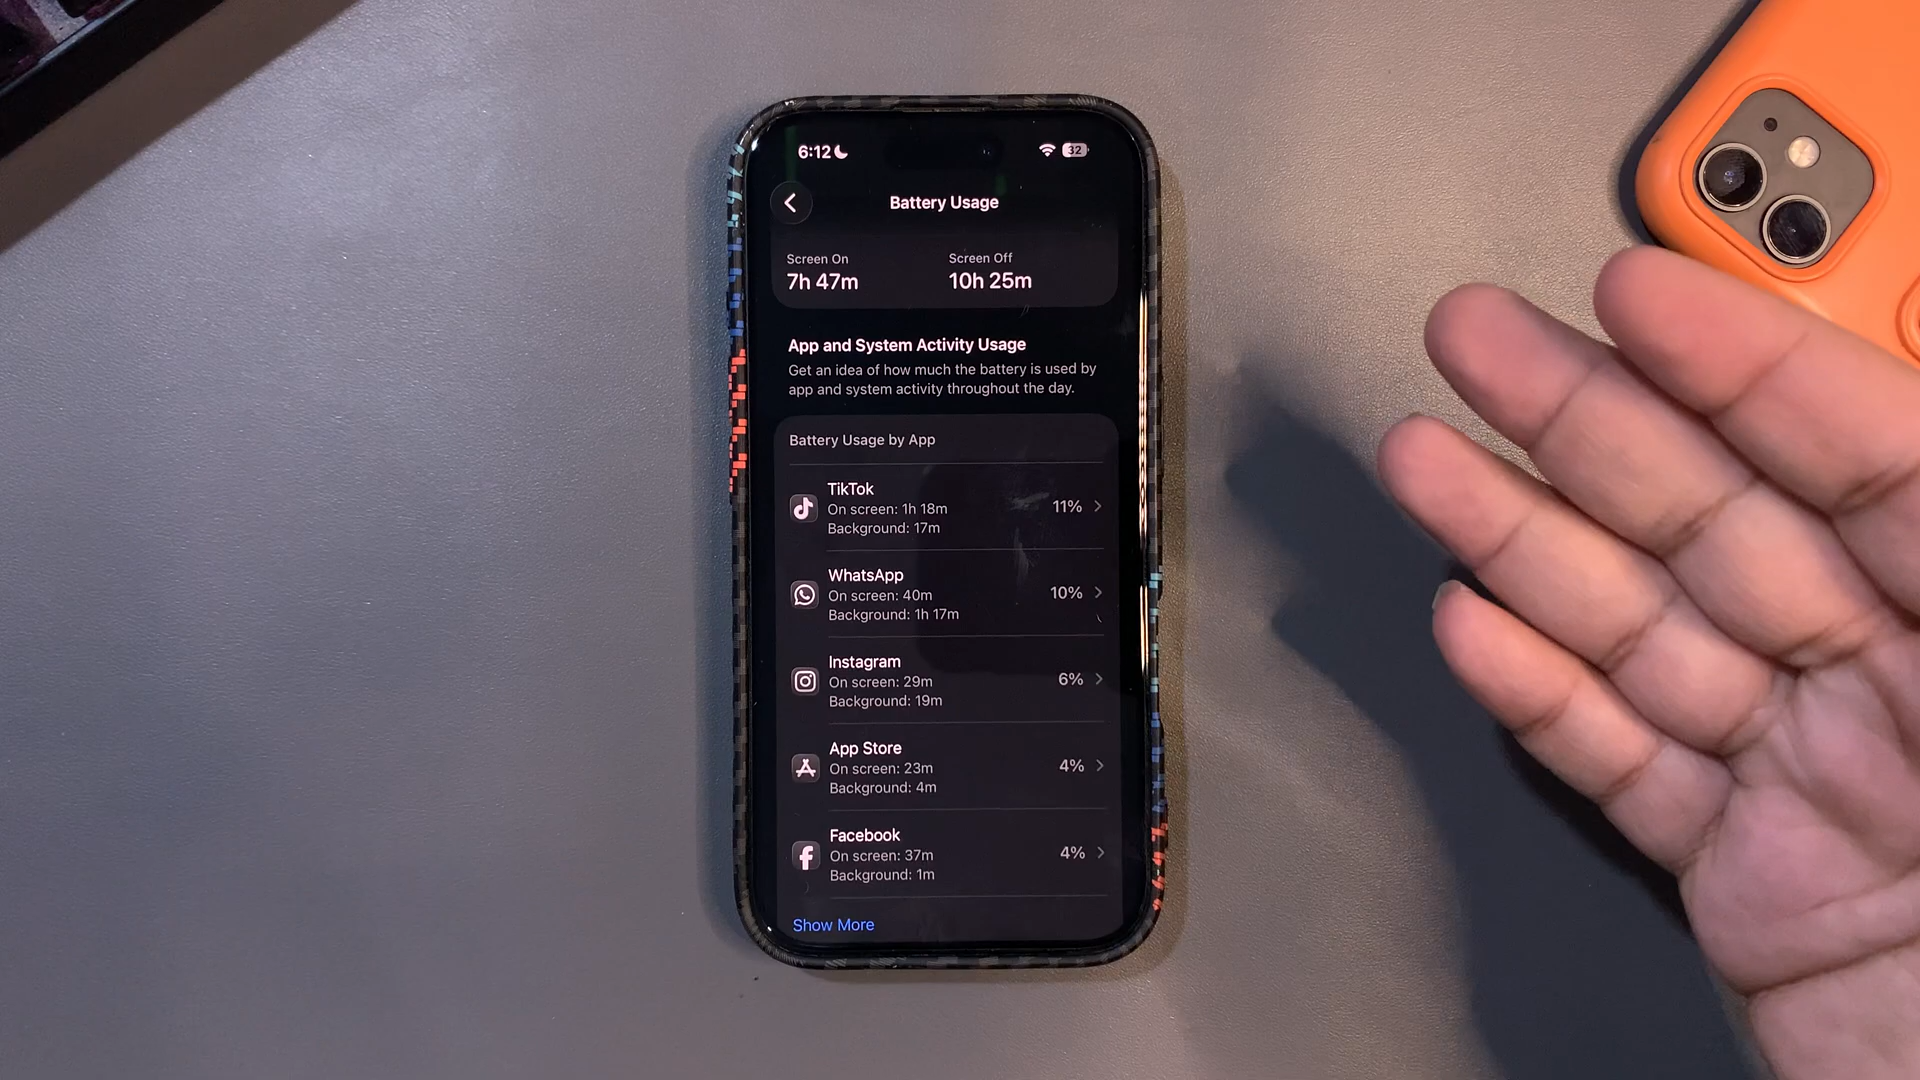 6:12
32
Battery Usage
Screen On
Screen Off
7h 47m
10h 25m
App and System Activity Usage
Get an idea of how much the battery is used by
app and system activity throughout the day.
Battery Usage by App
TikTok
On screen: 1h 18m
Background: 17m
11%
WhatsApp
On screen: 40m
Background: 1h 17m
10%
Instagram
On screen: 29m
Background: 19m
6%
App Store
On screen: 23m
Background: 4m
4%
Facebook
On screen: 37m
Background: 1m
4%
Show More